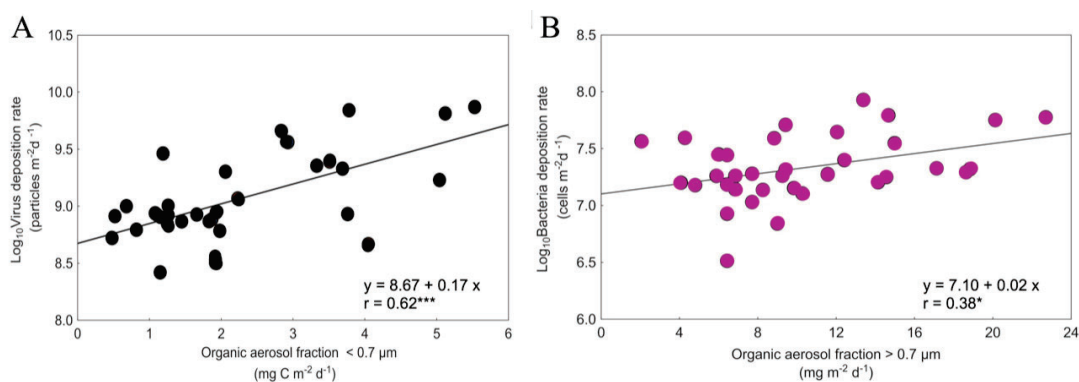 A
Log₁₀Virus deposition rate
(particles m⁻²d⁻¹)
10.5
10.0
9.5
9.0
8.5
8.0
y = 8.67 + 0.17 x
r = 0.62***
0 1 2 3 4 5 6
Organic aerosol fraction < 0.7 µm
(mg C m⁻² d⁻¹)
B
Log₁₀Bacteria deposition rate
(cells m⁻²d⁻¹)
8.5
8.0
7.5
7.0
6.5
6.0
y = 7.10 + 0.02 x
r = 0.38*
0 4 8 12 16 20 24
Organic aerosol fraction > 0.7 µm
(mg m⁻² d⁻¹)